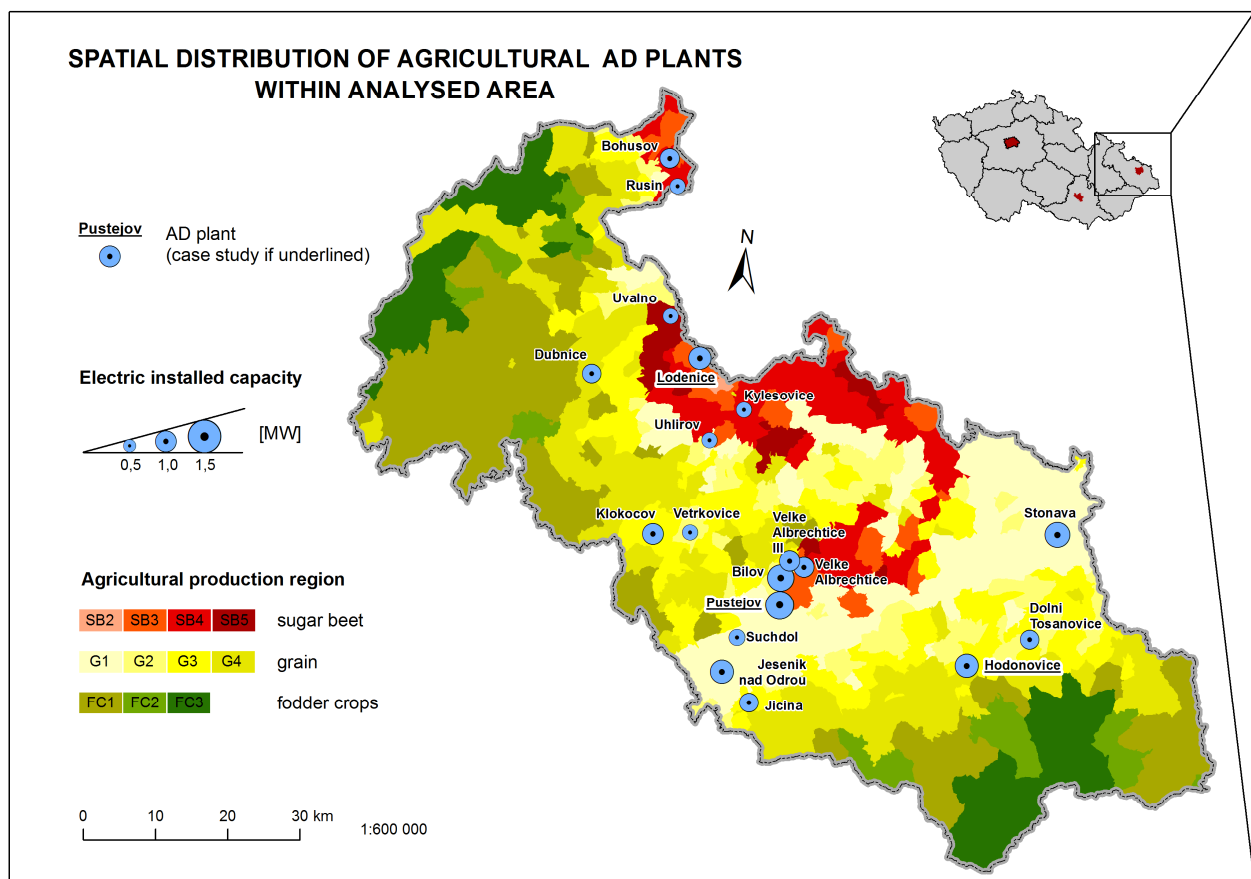 SPATIAL DISTRIBUTION OF AGRICULTURAL AD PLANTS
WITHIN ANALYSED AREA
Pustejov
AD plant
(case study if underlined)
Electric installed capacity
[MW]
0,5 1,0 1,5
Agricultural production region
SB2 SB3 SB4 SB5 sugar beet
G1 G2 G3 G4 grain
FC1 FC2 FC3 fodder crops
0 10 20 30 km
1:600 000
N
Bohusov
Rusin
Uvalno
Dubnice
Lodenice
Kylesovice
Uhlirov
Klokocov
Vetrkovice
Velke
Albrechtice
III
Velke
Albrechtice
Bilov
Pustejov
Stonava
Dolni
Tosanovice
Suchdol
Hodonovice
Jesenik
nad Odrou
Jicina